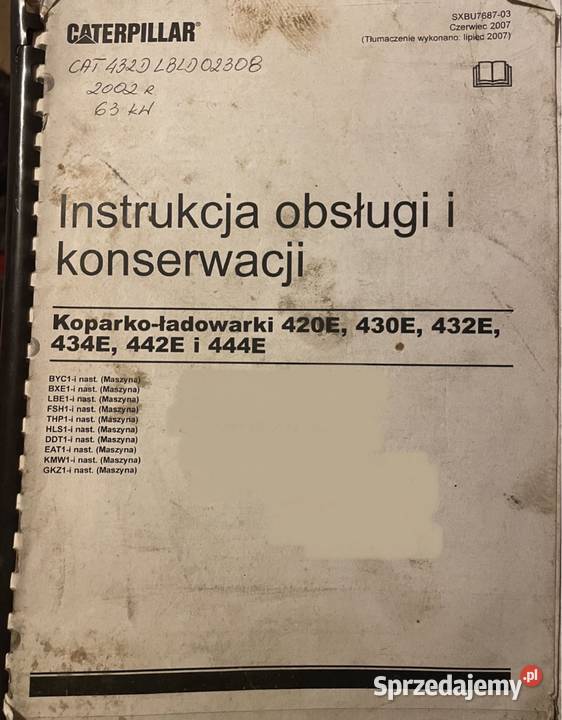 CATERPILLAR®
SXBU7687-03
Czerwiec 2007
(Tłumaczenie wykonano: lipiec 2007)
CAT 432D LBLD02308
2002 R
63 kW
Instrukcja obsługi i
konserwacji
Koparko-ładowarki 420E, 430E, 432E,
434E, 442E i 444E
BYC1-i nast. (Maszyna)
BXE1-i nast. (Maszyna)
LBE1-i nast. (Maszyna)
FSH1-i nast. (Maszyna)
THP1-i nast. (Maszyna)
HLS1-i nast. (Maszyna)
DDT1-i nast. (Maszyna)
EAT1-i nast. (Maszyna)
KMW1-i nast. (Maszyna)
GKZ1-i nast. (Maszyna)
Sprzedajemy.pl